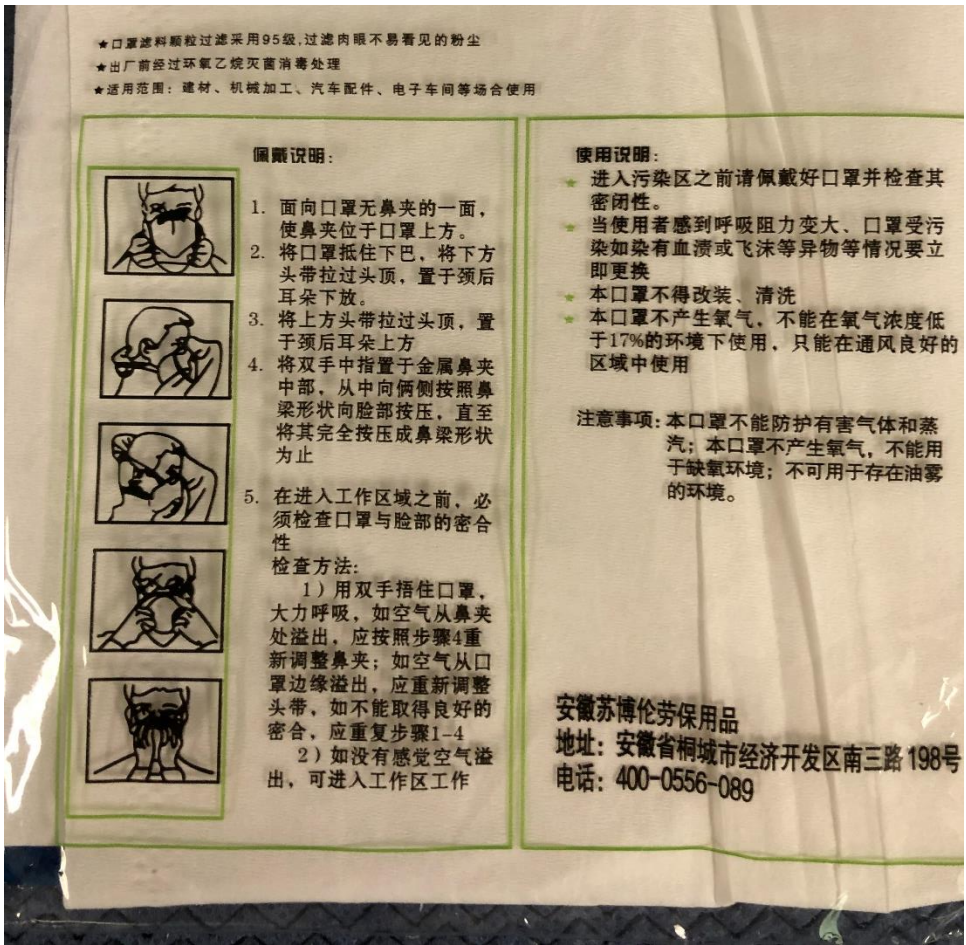 ★口罩滤料颗粒过滤采用95级,过滤肉眼不易看见的粉尘
★出厂前经过环氧乙烷灭菌消毒处理
★适用范围：建材、机械加工、汽车配件、电子车间等场合使用
佩戴说明：
1. 面向口罩无鼻夹的一面，
使鼻夹位于口罩上方。
2. 将口罩抵住下巴，将下方
头带拉过头顶，置于颈后
耳朵下放。
3. 将上方头带拉过头顶，置
于颈后耳朵上方
4. 将双手中指置于金属鼻夹
中部，从中向俩侧按照鼻
梁形状向脸部按压，直至
将其完全按压成鼻梁形状
为止
5. 在进入工作区域之前，必
须检查口罩与脸部的密合
性
检查方法：
1）用双手捂住口罩，
大力呼吸，如空气从鼻夹
处溢出，应按照步骤4重
新调整鼻夹；如空气从口
罩边缘溢出，应重新调整
头带，如不能取得良好的
密合，应重复步骤1-4
2）如没有感觉空气溢
出，可进入工作区工作
使用说明：
★ 进入污染区之前请佩戴好口罩并检查其
密闭性。
★ 当使用者感到呼吸阻力变大、口罩受污
染如染有血渍或飞沫等异物等情况要立
即更换
★ 本口罩不得改装、清洗
★ 本口罩不产生氧气，不能在氧气浓度低
于17%的环境下使用，只能在通风良好的
区域中使用
注意事项：本口罩不能防护有害气体和蒸
汽；本口罩不产生氧气，不能用
于缺氧环境；不可用于存在油雾
的环境。
安徽苏博伦劳保用品
地址：安徽省桐城市经济开发区南三路198号
电话：400-0556-089